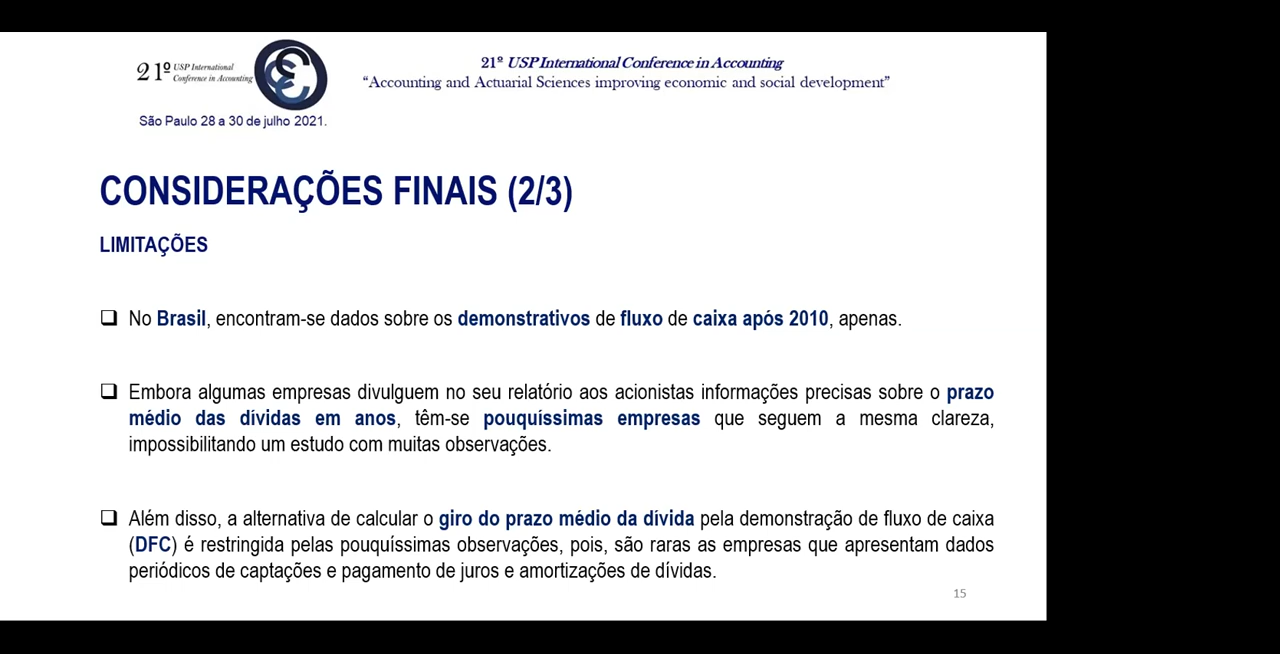 21º USP International
Conference in Accounting
São Paulo 28 a 30 de julho 2021.
21º USP International Conference in Accounting
“Accounting and Actuarial Sciences improving economic and social development”
CONSIDERAÇÕES FINAIS (2/3)
LIMITAÇÕES
No Brasil, encontram-se dados sobre os demonstrativos de fluxo de caixa após 2010, apenas.
Embora algumas empresas divulguem no seu relatório aos acionistas informações precisas sobre o prazo
médio das dívidas em anos, têm-se pouquíssimas empresas que seguem a mesma clareza,
impossibilitando um estudo com muitas observações.
Além disso, a alternativa de calcular o giro do prazo médio da dívida pela demonstração de fluxo de caixa
(DFC) é restringida pelas pouquíssimas observações, pois, são raras as empresas que apresentam dados
periódicos de captações e pagamento de juros e amortizações de dívidas.
15